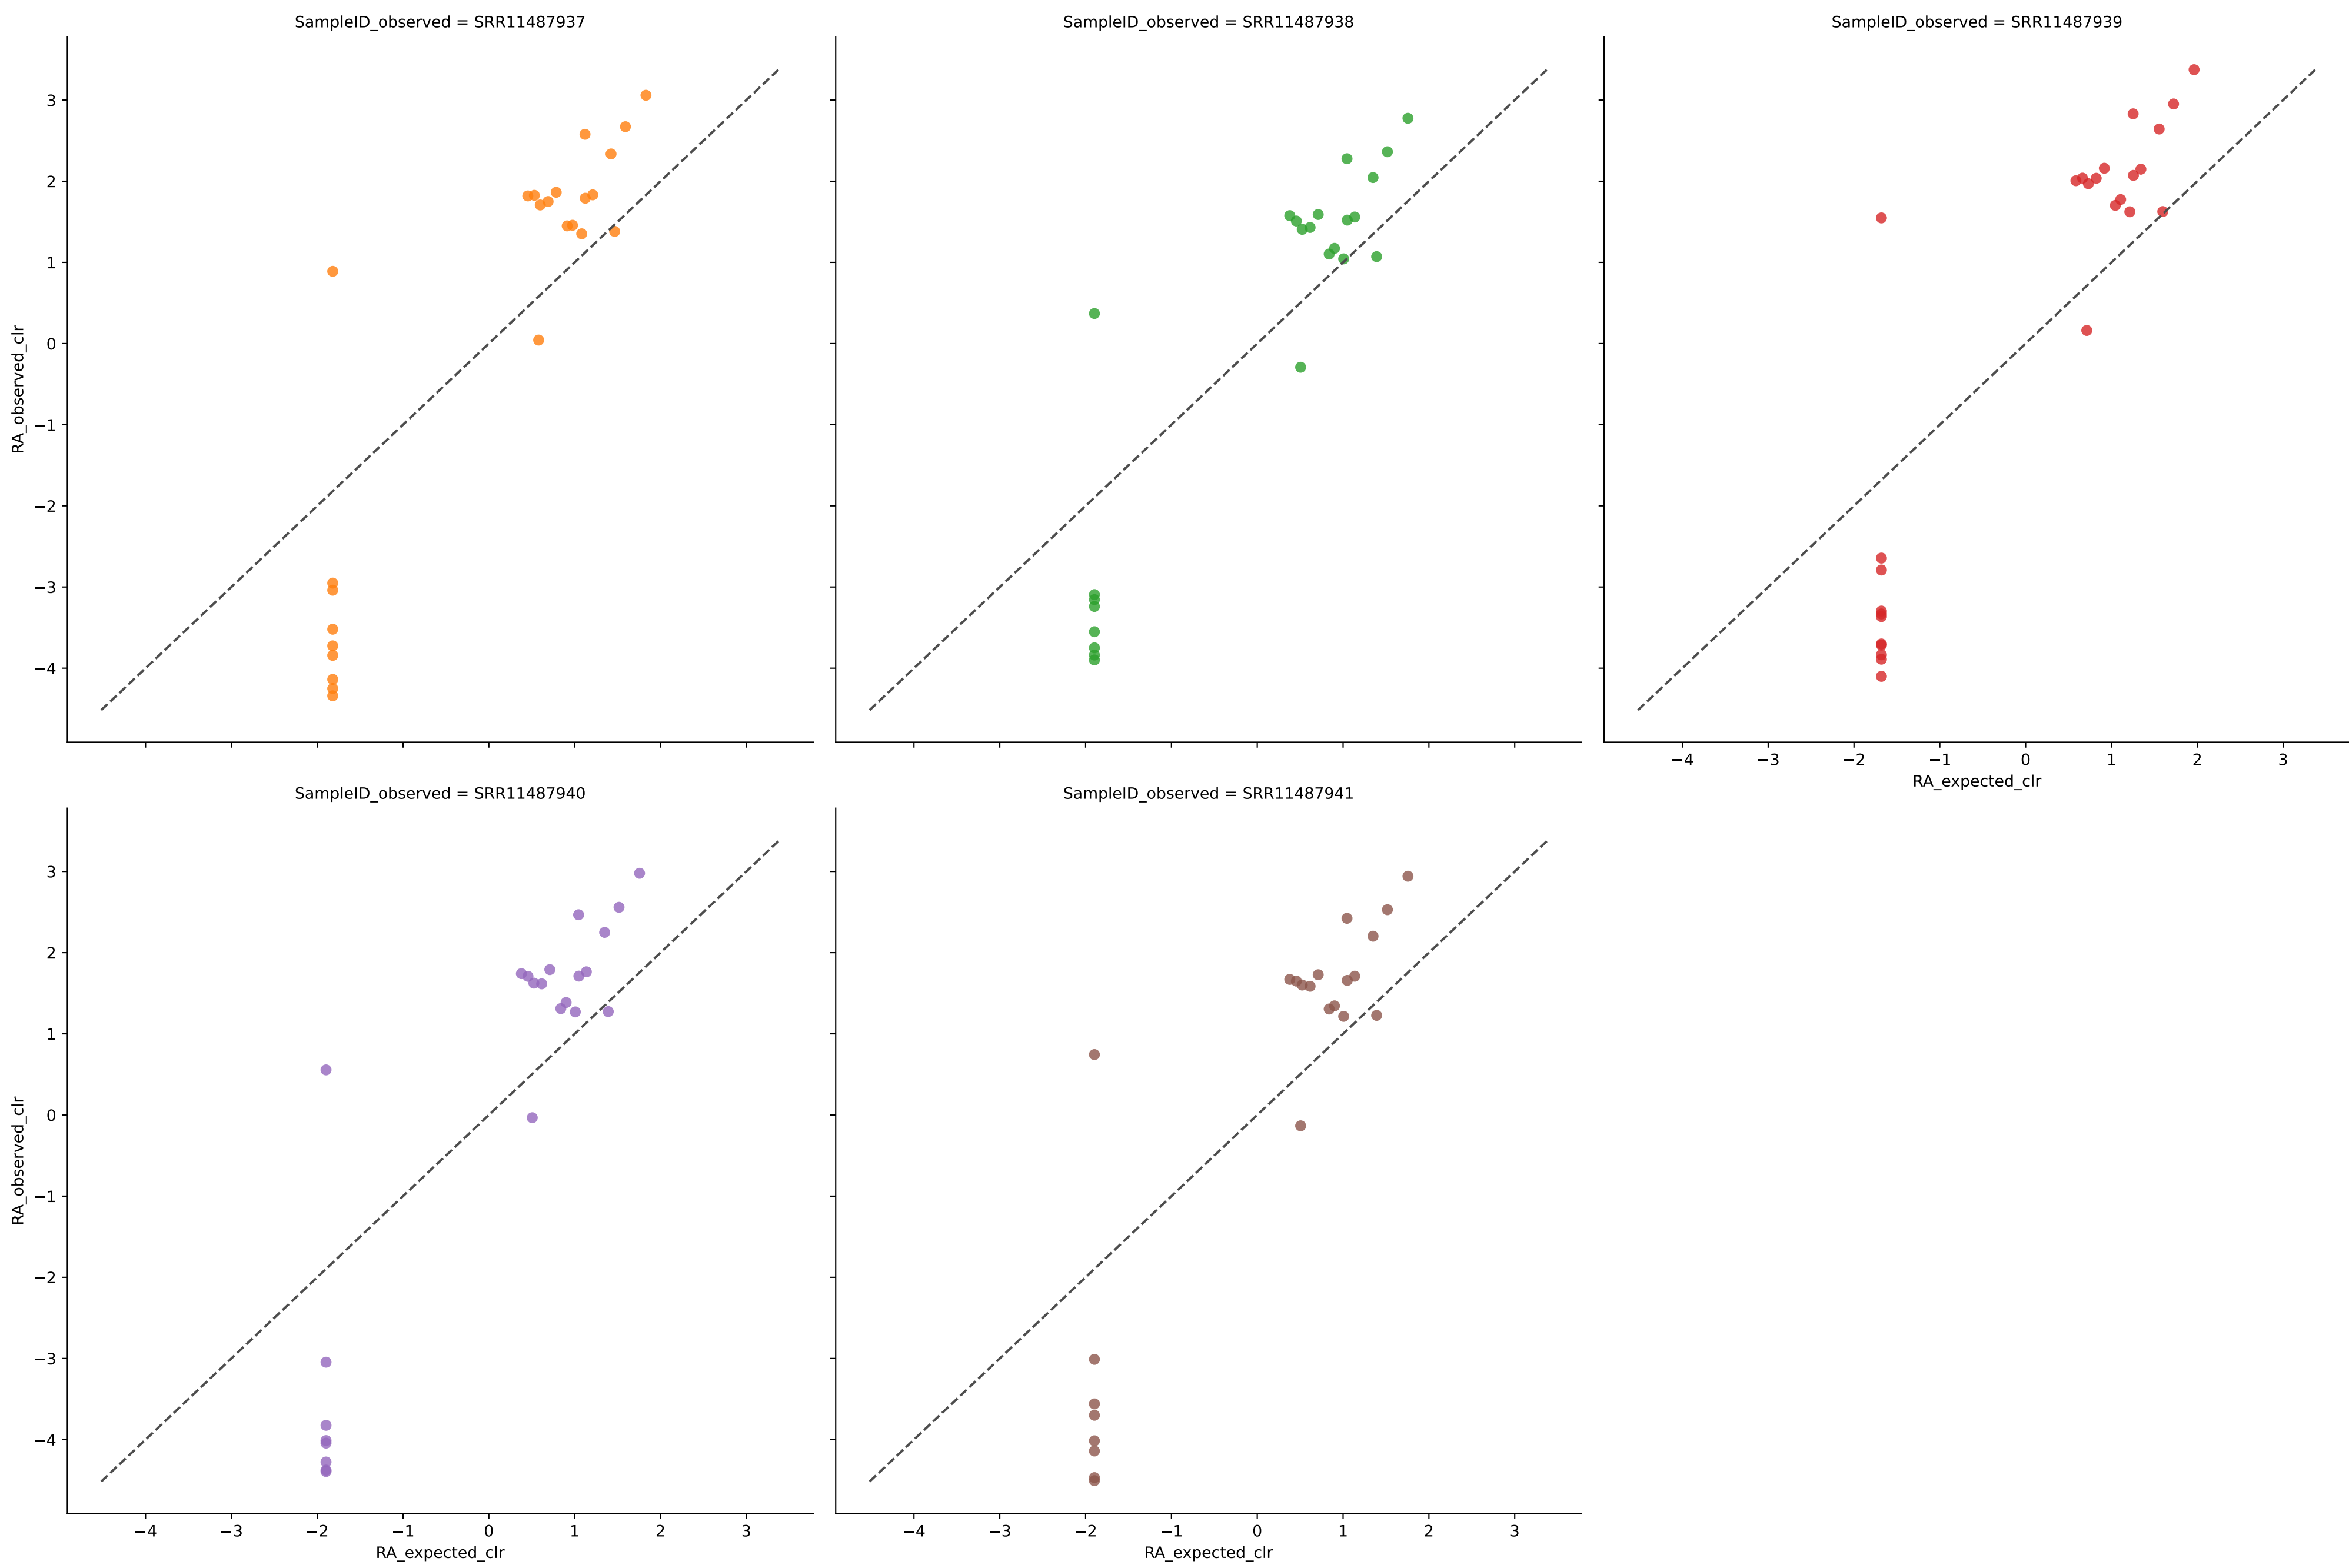 SampleID_observed = SRR11487937
SampleID_observed = SRR11487938
SampleID_observed = SRR11487939
RA_observed_clr
3
2
1
0
−1
−2
−3
−4
−4 −3 −2 −1 0 1 2 3
RA_expected_clr
SampleID_observed = SRR11487940
SampleID_observed = SRR11487941
RA_observed_clr
3
2
1
0
−1
−2
−3
−4
−4 −3 −2 −1 0 1 2 3
RA_expected_clr
−4 −3 −2 −1 0 1 2 3
RA_expected_clr